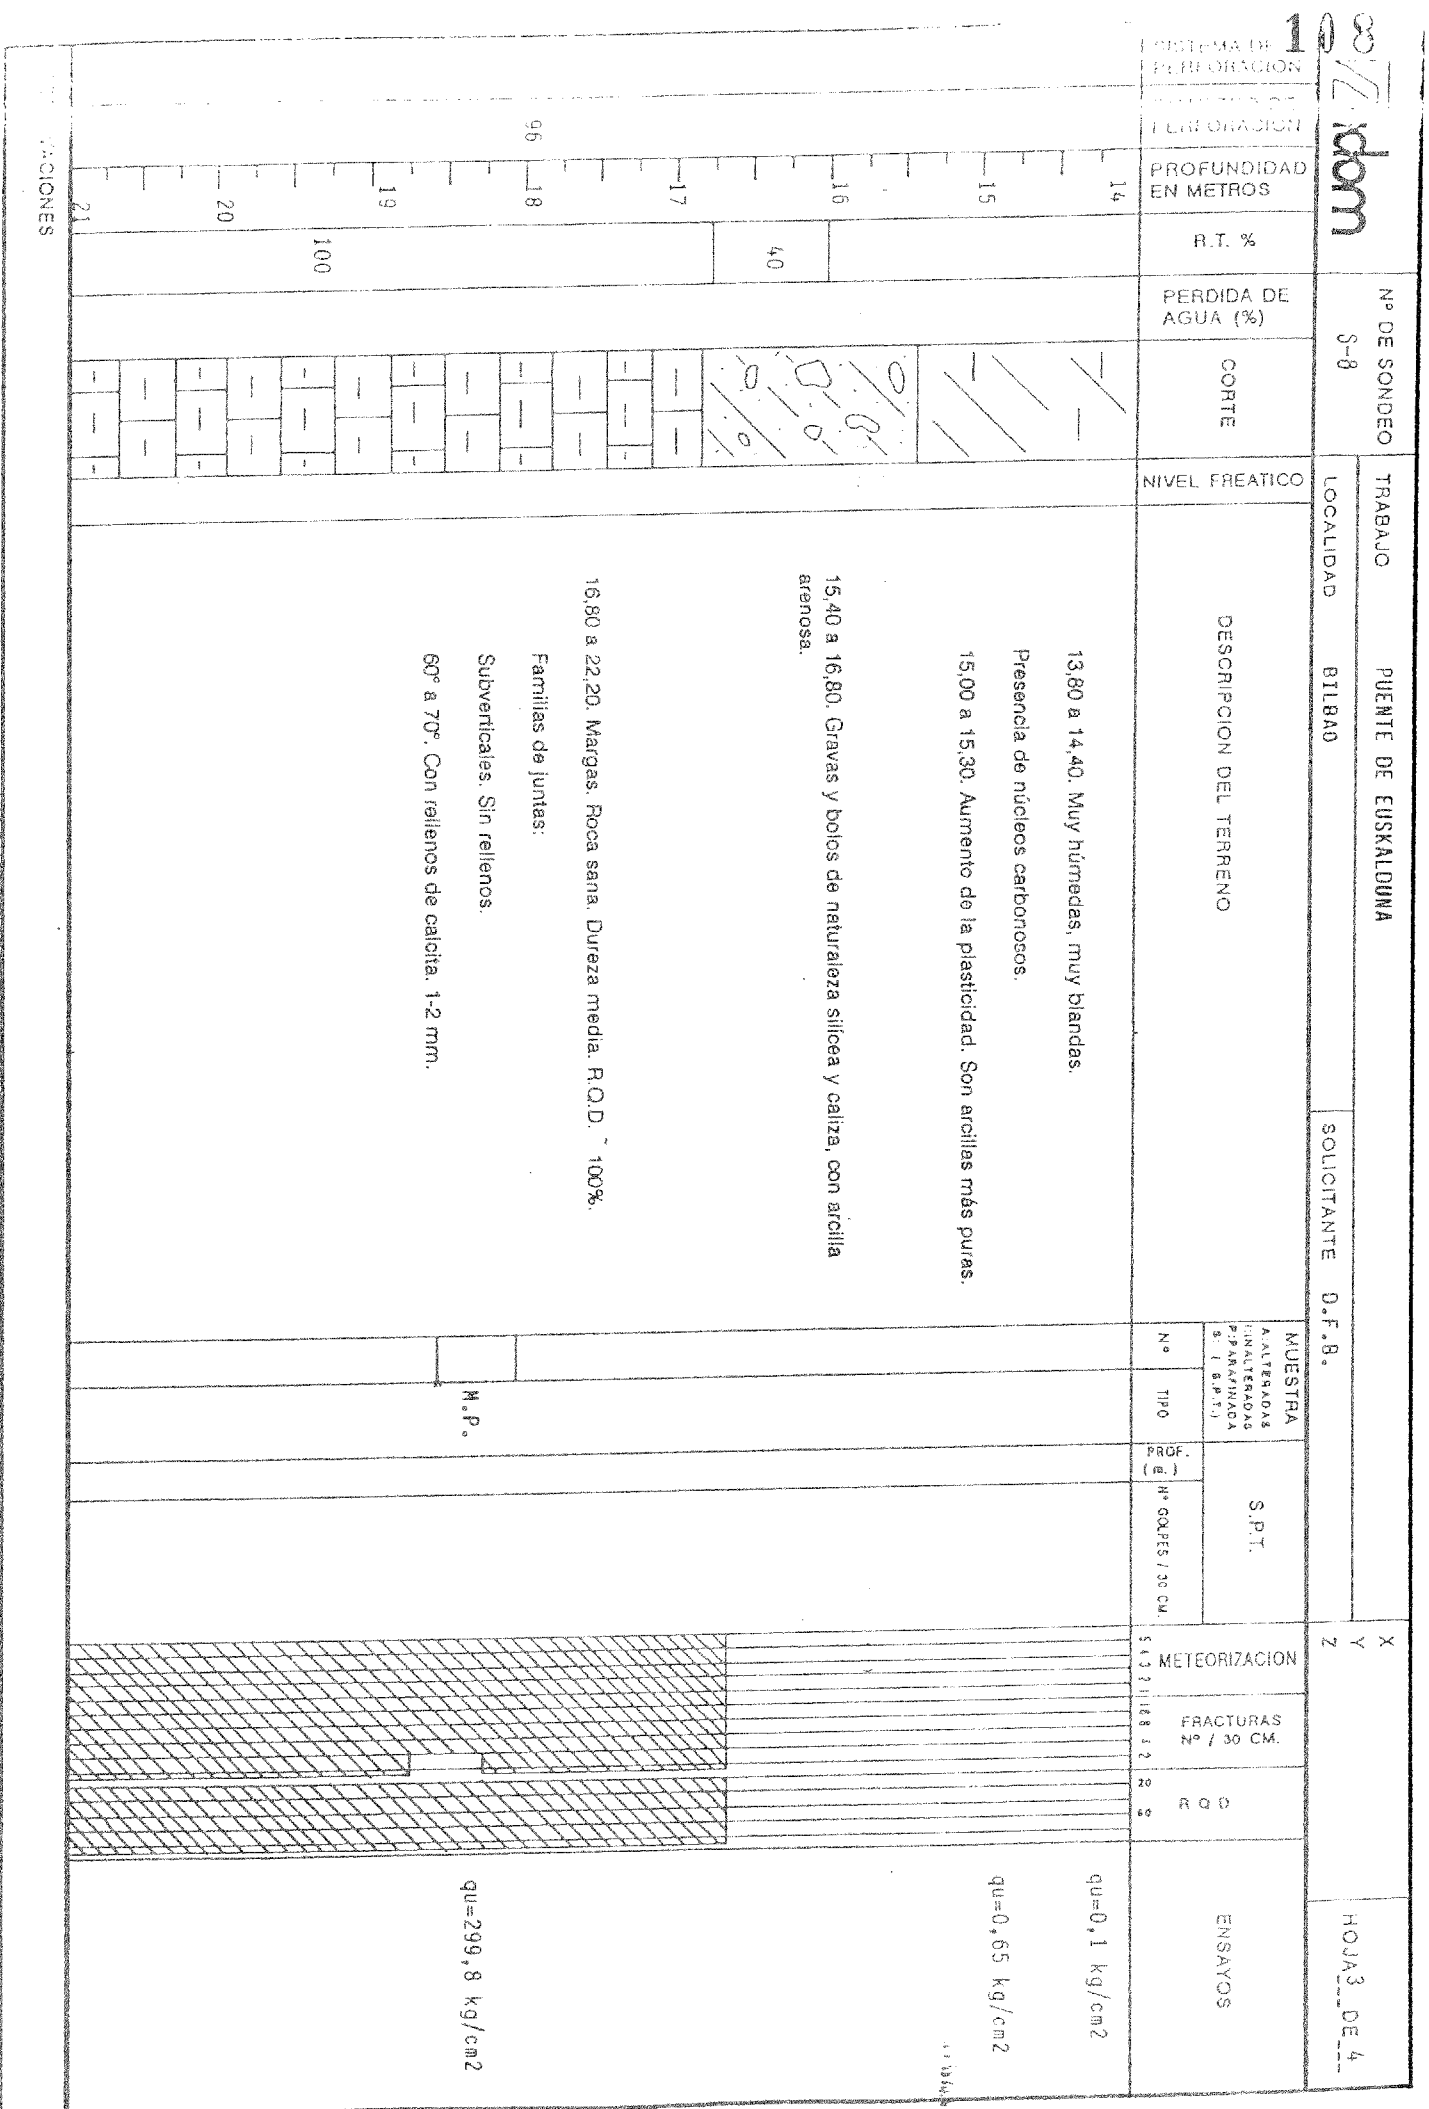 108
idom
Nº DE SONDEO
S-8
TRABAJO PUENTE DE EUSKALDUNA
LOCALIDAD BILBAO
SOLICITANTE D.F.B.
X
Y
Z
HOJA 3 DE 4
SISTEMA DE
PERFORACION
PERFORACION
PROFUNDIDAD
EN METROS
R.T. %
PERDIDA DE
AGUA (%)
CORTE
NIVEL FREATICO
DESCRIPCION DEL TERRENO
MUESTRA
A:ALTERADAS
I:INALTERADAS
P:PARAFINADA
S: ( S.P.T.)
Nº
TIPO
S.P.T.
PROF.
(m.)
Nº GOLPES / 30 CM.
METEORIZACION
FRACTURAS
Nº / 30 CM.
R Q D
20
60
ENSAYOS
96
14
15
16
17
18
19
20
21
40
100
13,80 a 14,40. Muy húmedas, muy blandas.
Presencia de núcleos carbonosos.
15,00 a 15,30. Aumento de la plasticidad. Son arcillas más puras.
15,40 a 16,80. Gravas y bolos de naturaleza silícea y caliza, con arcilla
arenosa.
16,80 a 22,20. Margas. Roca sana. Dureza media. R.Q.D. ~ 100%.
Familias de juntas:
Subverticales. Sin rellenos.
60° a 70°. Con rellenos de calcita. 1-2 mm.
M.P.
qu=0,1 kg/cm2
qu=0,65 kg/cm2
qu=299,8 kg/cm2